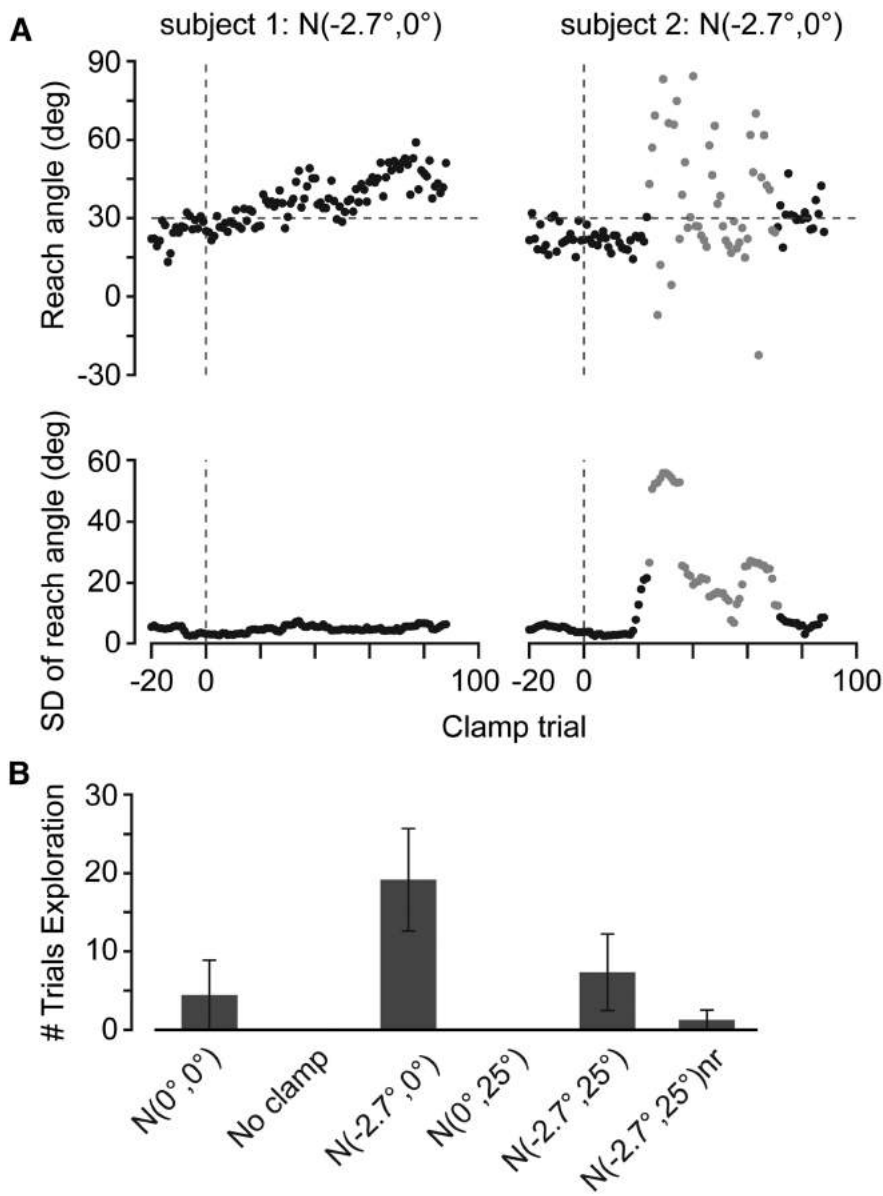 A
subject 1: N(-2.7°,0°)
subject 2: N(-2.7°,0°)
Reach angle (deg)
90
60
30
0
-30
SD of reach angle (deg)
60
40
20
0
-20 0 100
-20 0 100
Clamp trial
B
# Trials Exploration
30
20
10
0
N(0°,0°)
No clamp
N(-2.7°,0°)
N(0°,25°)
N(-2.7°,25°)
N(-2.7°,25°)nr